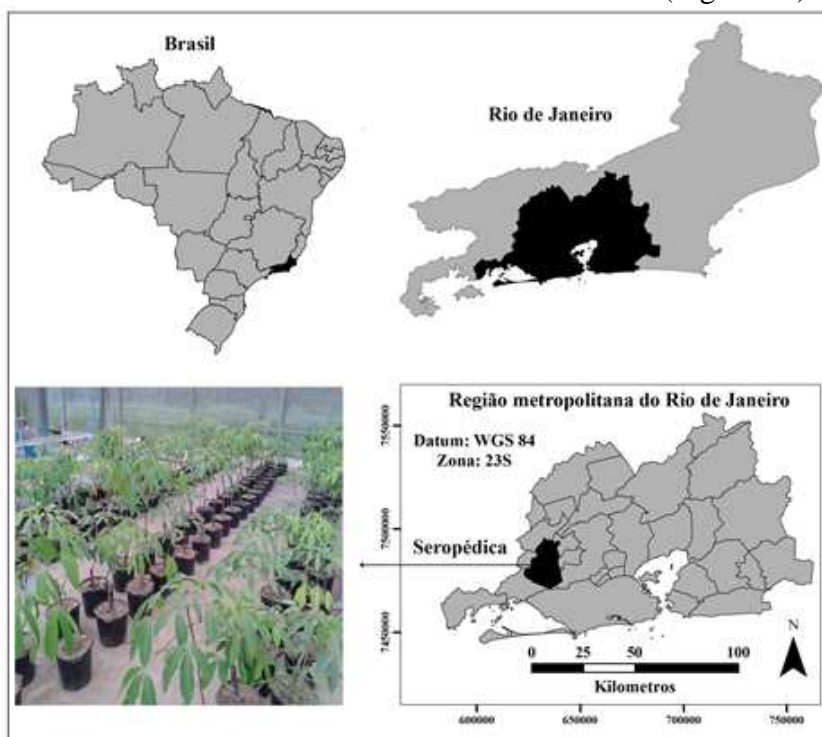 Brasil
Rio de Janeiro
Região metropolitana do Rio de Janeiro
Datum: WGS 84
Zona: 23S
Seropédica
7550000
7500000
7450000
N
0 25 50 100
Kilometros
600000 650000 700000 750000